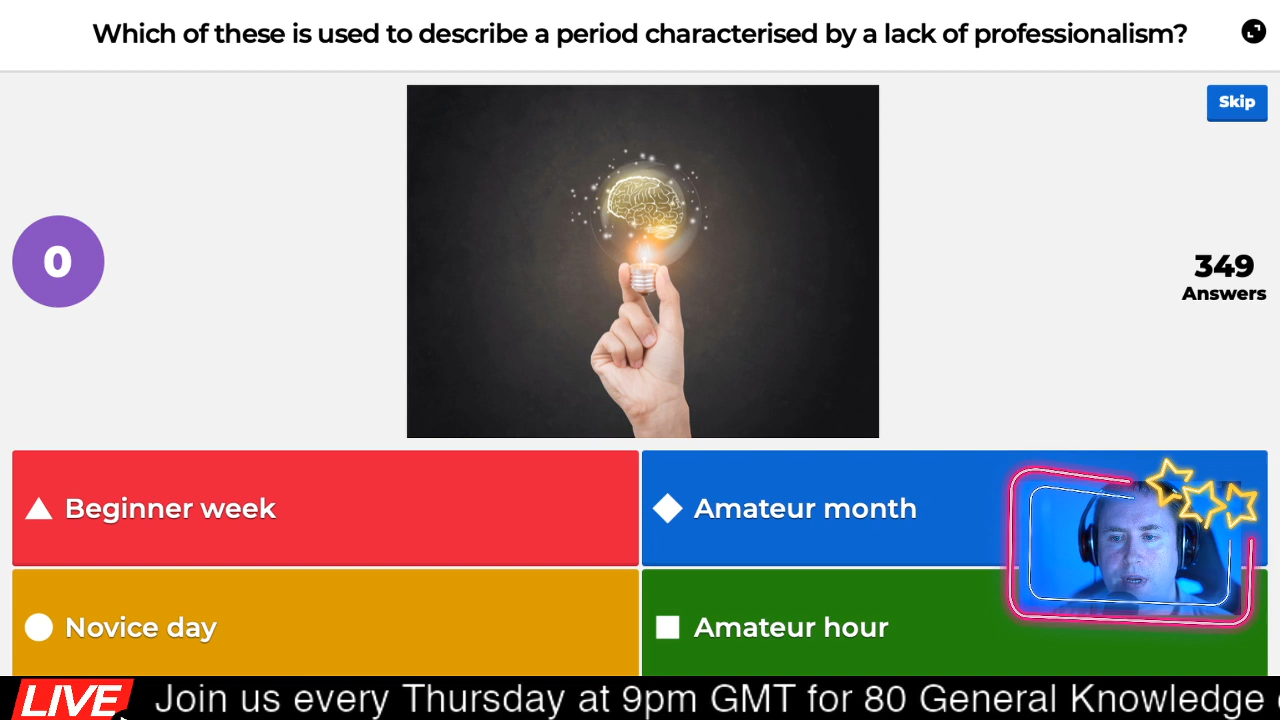 Which of these is used to describe a period characterised by a lack of professionalism?
Skip
0
349
Answers
Beginner week
Amateur month
Novice day
Amateur hour
LIVE
Join us every Thursday at 9pm GMT for 80 General Knowledge